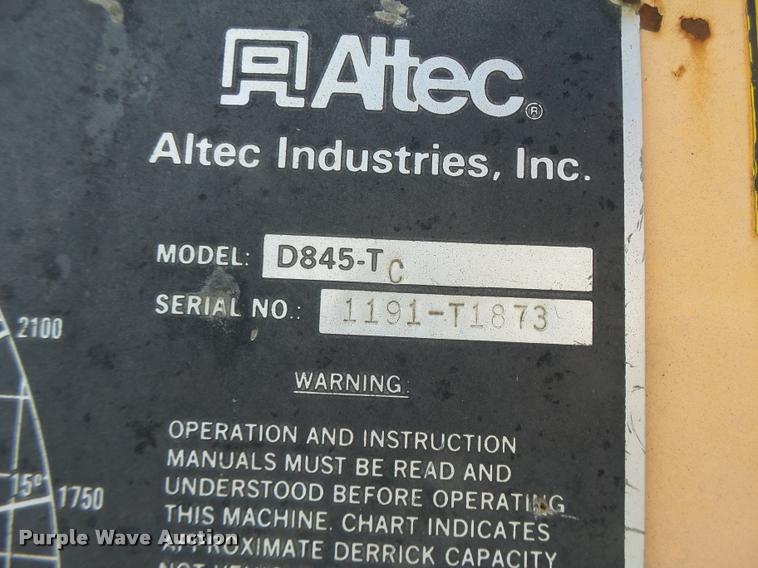 Altec®
Altec Industries, Inc.
MODEL: D845-TC
SERIAL NO.: 1191-T1873
2100
WARNING:
OPERATION AND INSTRUCTION
MANUALS MUST BE READ AND
UNDERSTOOD BEFORE OPERATING
15° 1750
THIS MACHINE. CHART INDICATES
APPROXIMATE DERRICK CAPACITY
Purple Wave Auction